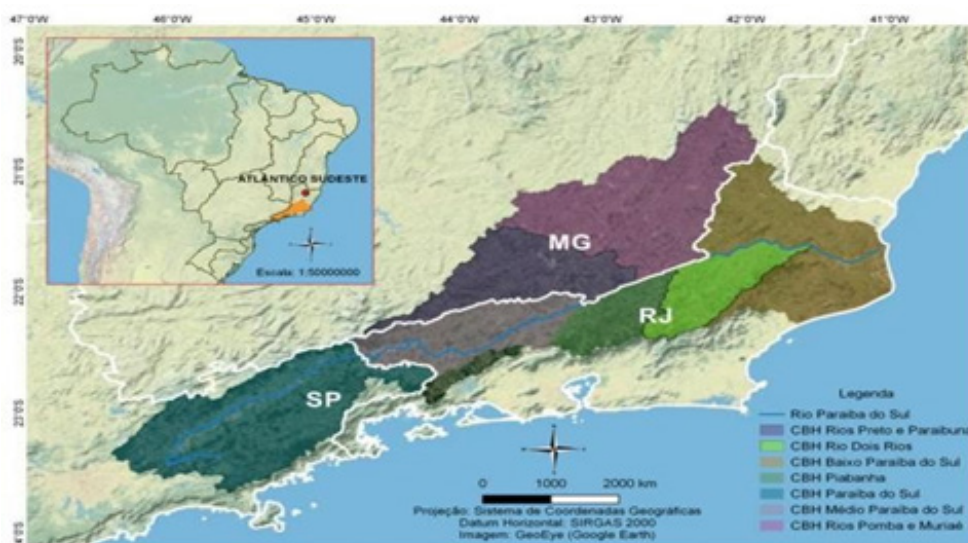 47°0'W 46°0'W 45°0'W 44°0'W 43°0'W 42°0'W 41°0'W
20°0'S
21°0'S
22°0'S
23°0'S
ATLÂNTICO SUDESTE
Escala: 1:50000000
MG
RJ
SP
Legenda
Rio Paraíba do Sul
CBH Rios Preto e Paraibuna
CBH Rio Dois Rios
CBH Baixo Paraíba do Sul
CBH Piabanha
CBH Paraíba do Sul
CBH Médio Paraíba do Sul
CBH Rios Pomba e Muriaé
0 1000 2000 km
Projeção: Sistema de Coordenadas Geográficas
Datum Horizontal: SIRGAS 2000
Imagem: GeoEye (Google Earth)